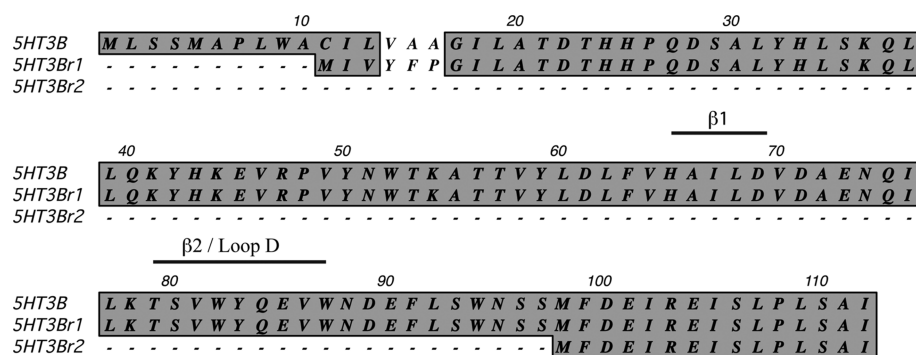 10 20 30
5HT3B M L S S M A P L W A C I L V A A G I L A T D T H H P Q D S A L Y H L S K Q L
5HT3Br1 - - - - - - - - - - M I V Y F P G I L A T D T H H P Q D S A L Y H L S K Q L
5HT3Br2 - - - - - - - - - - - - - - - - - - - - - - - - - - - - - - - - - - - - - -
β1
40 50 60 70
5HT3B L Q K Y H K E V R P V Y N W T K A T T V Y L D L F V H A I L D V D A E N Q I
5HT3Br1 L Q K Y H K E V R P V Y N W T K A T T V Y L D L F V H A I L D V D A E N Q I
5HT3Br2 - - - - - - - - - - - - - - - - - - - - - - - - - - - - - - - - - - - - - -
β2 / Loop D
80 90 100 110
5HT3B L K T S V W Y Q E V W N D E F L S W N S S M F D E I R E I S L P L S A I
5HT3Br1 L K T S V W Y Q E V W N D E F L S W N S S M F D E I R E I S L P L S A I
5HT3Br2 - - - - - - - - - - - - - - - - - - - - - M F D E I R E I S L P L S A I